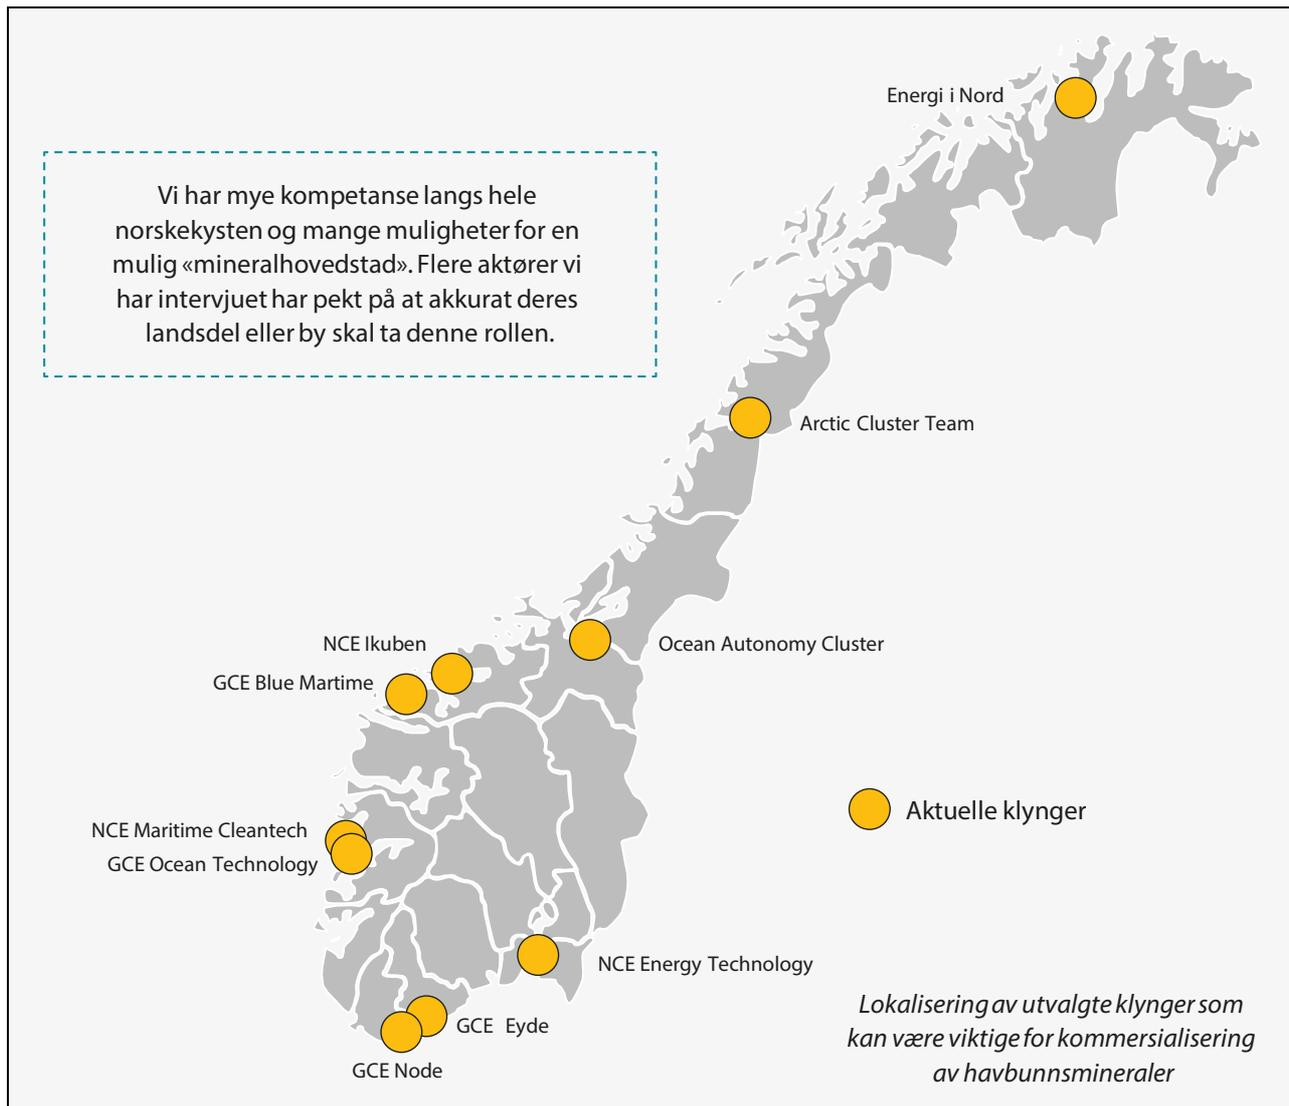 Energi i Nord
Vi har mye kompetanse langs hele
norskekysten og mange muligheter for en
mulig «mineralhovedstad». Flere aktører vi
har intervjuet har pekt på at akkurat deres
landsdel eller by skal ta denne rollen.
Arctic Cluster Team
NCE Ikuben
Ocean Autonomy Cluster
GCE Blue Martime
Aktuelle klynger
NCE Maritime Cleantech
GCE Ocean Technology
NCE Energy Technology
GCE Eyde
GCE Node
Lokalisering av utvalgte klynger som
kan være viktige for kommersialisering
av havbunnsmineraler